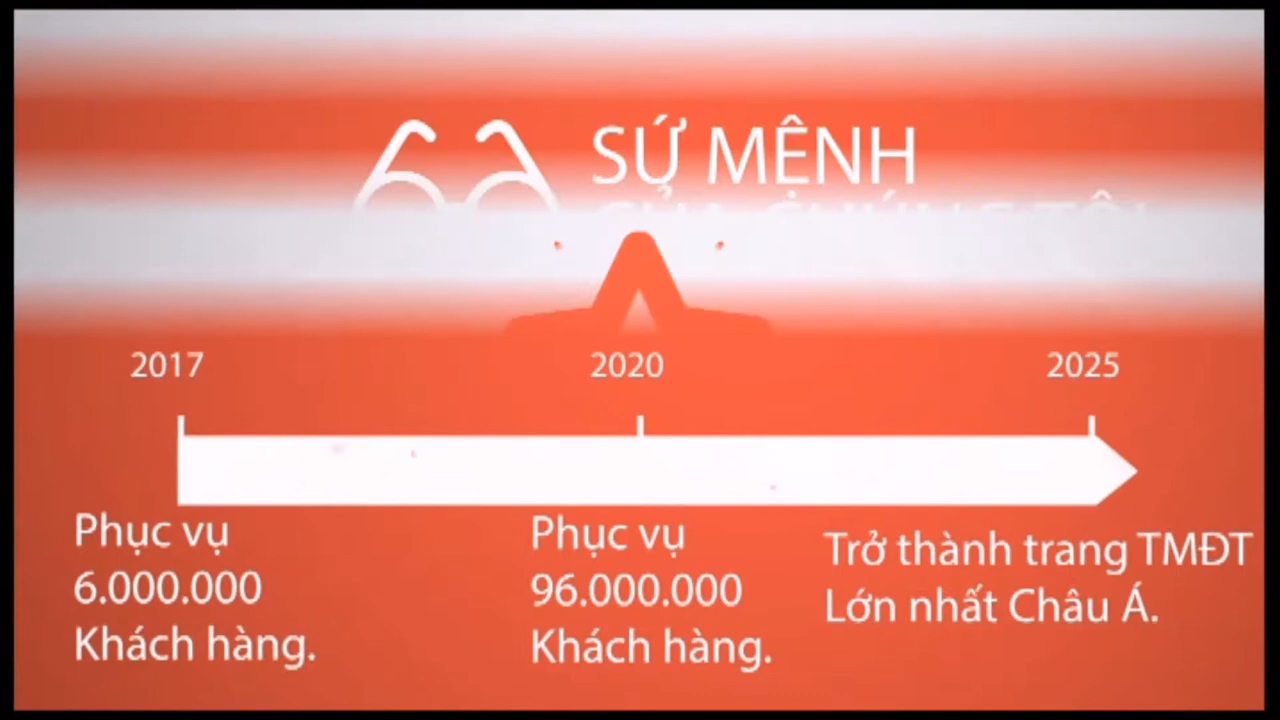 SỨ MỆNH
2017
2020
2025
Phục vụ
6.000.000
Khách hàng.
Phục vụ
96.000.000
Khách hàng.
Trở thành trang TMĐT
Lớn nhất Châu Á.